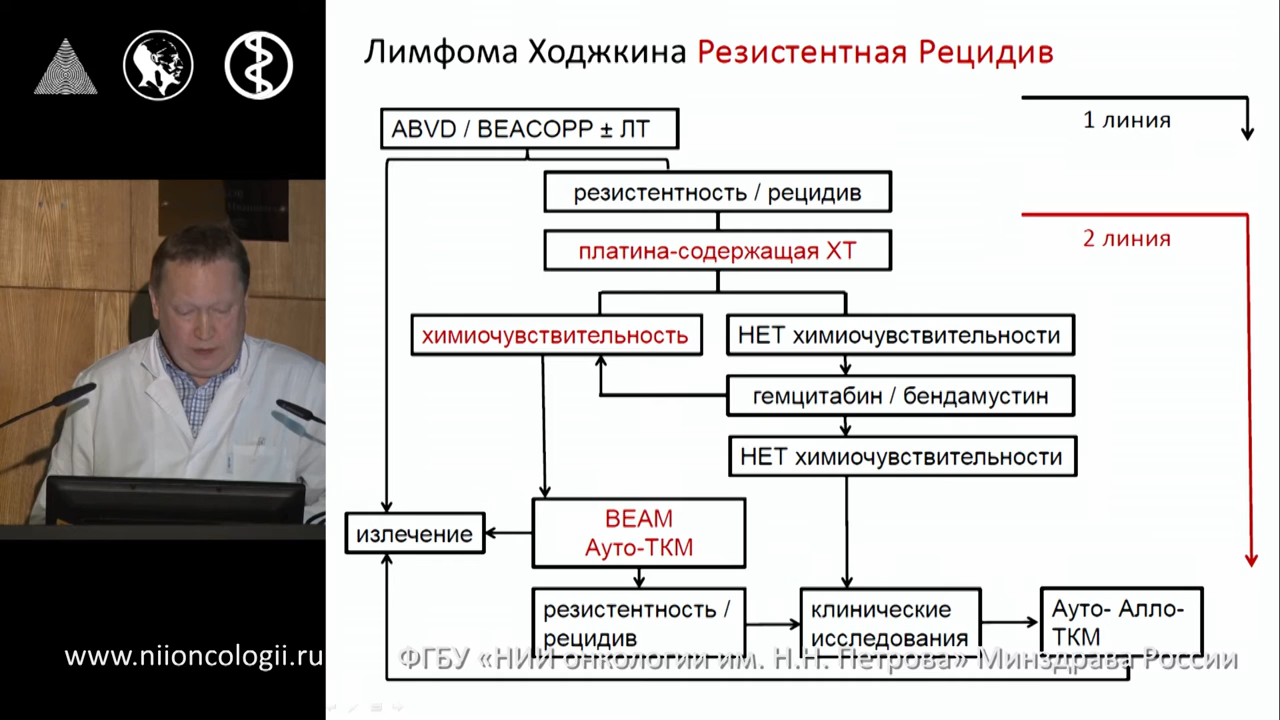 Лимфома Ходжкина Резистентная Рецидив
ABVD / BEACOPP ± ЛТ
1 линия
резистентность / рецидив
2 линия
платина-содержащая ХТ
химиочувствительность
НЕТ химиочувствительности
гемцитабин / бендамустин
НЕТ химиочувствительности
излечение
BEAM
Ауто-ТКМ
резистентность /
рецидив
клинические
исследования
Ауто- Алло-
ТКМ
www.niioncologii.ru
ФГБУ «НИИ онкологии им. Н.Н. Петрова» Минздрава России